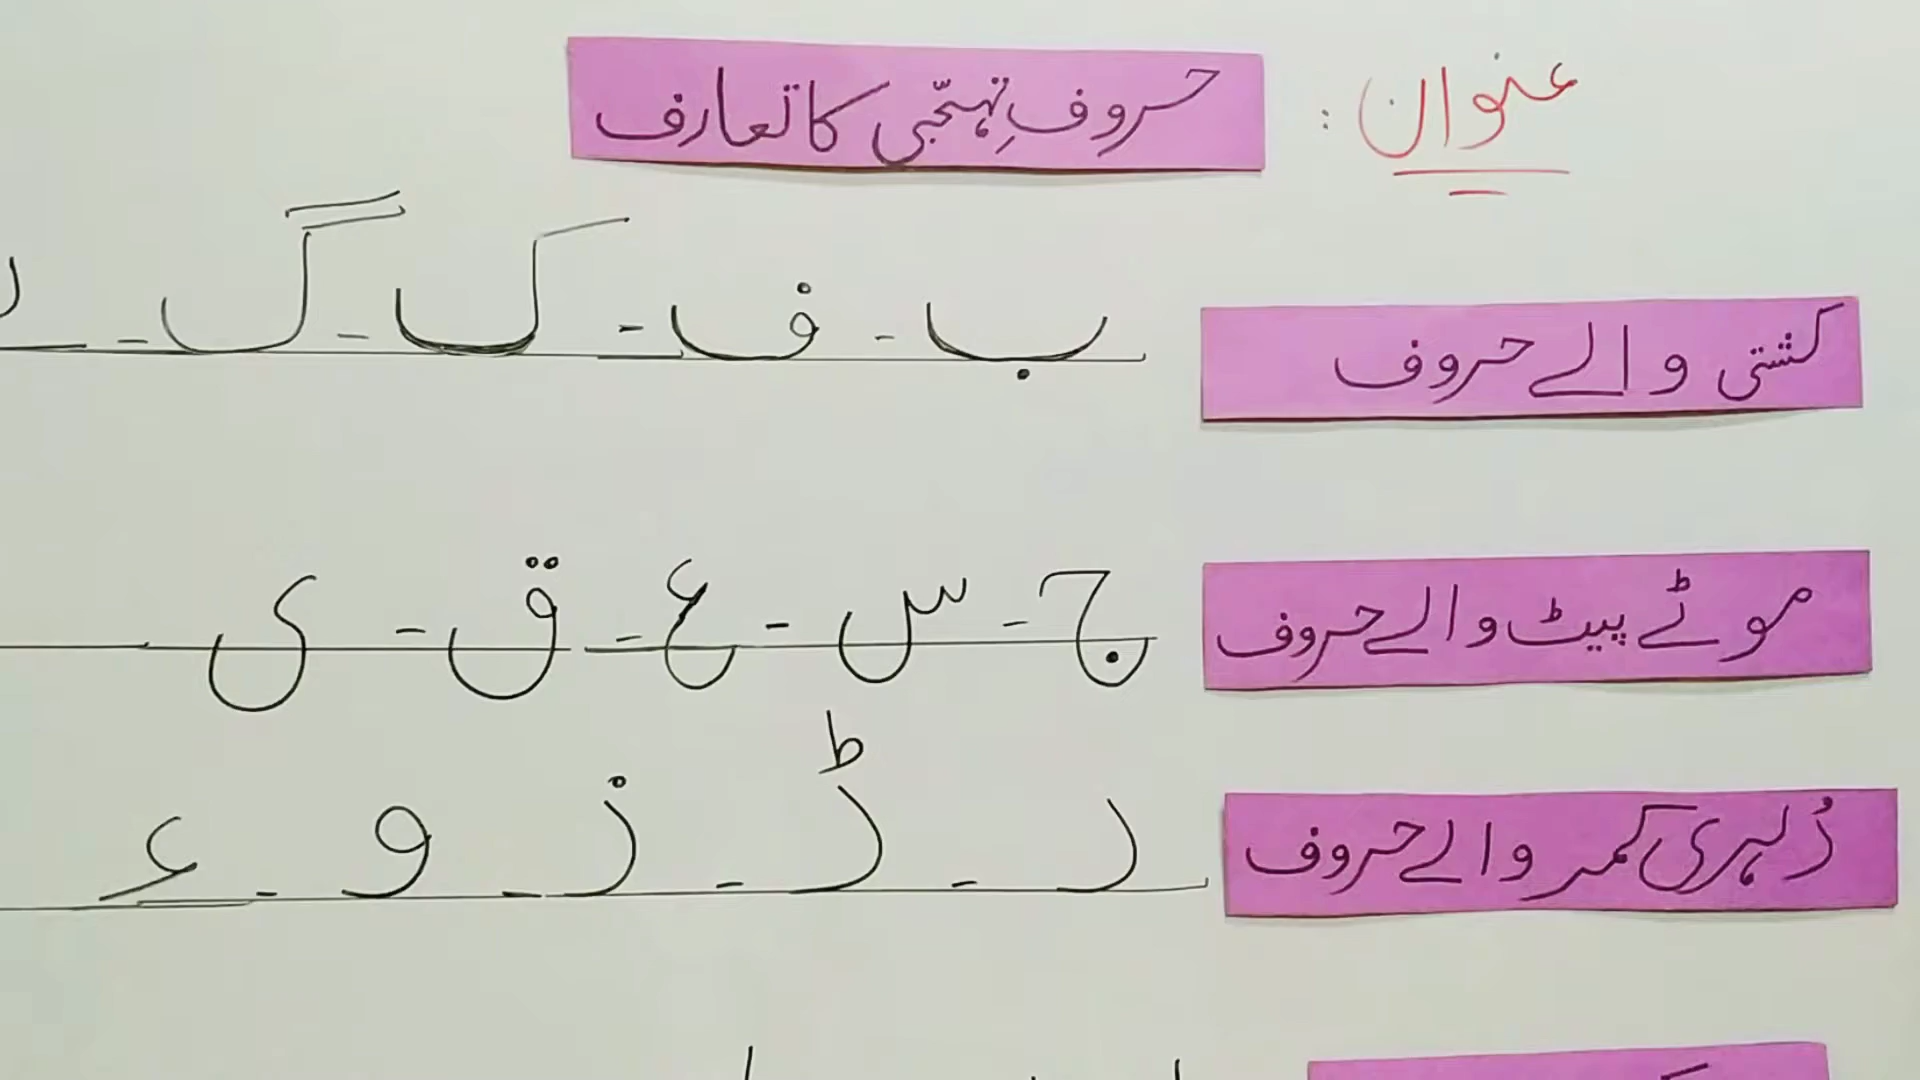 عنوان : حروفِ تہجّی کا تعارف
کشتی والے حروف ب - ف - ک - گ -
موٹے پیٹ والے حروف ج - س - ع - ق - ی
دُہری کمر والے حروف ر - ڑ - ز - و - ء